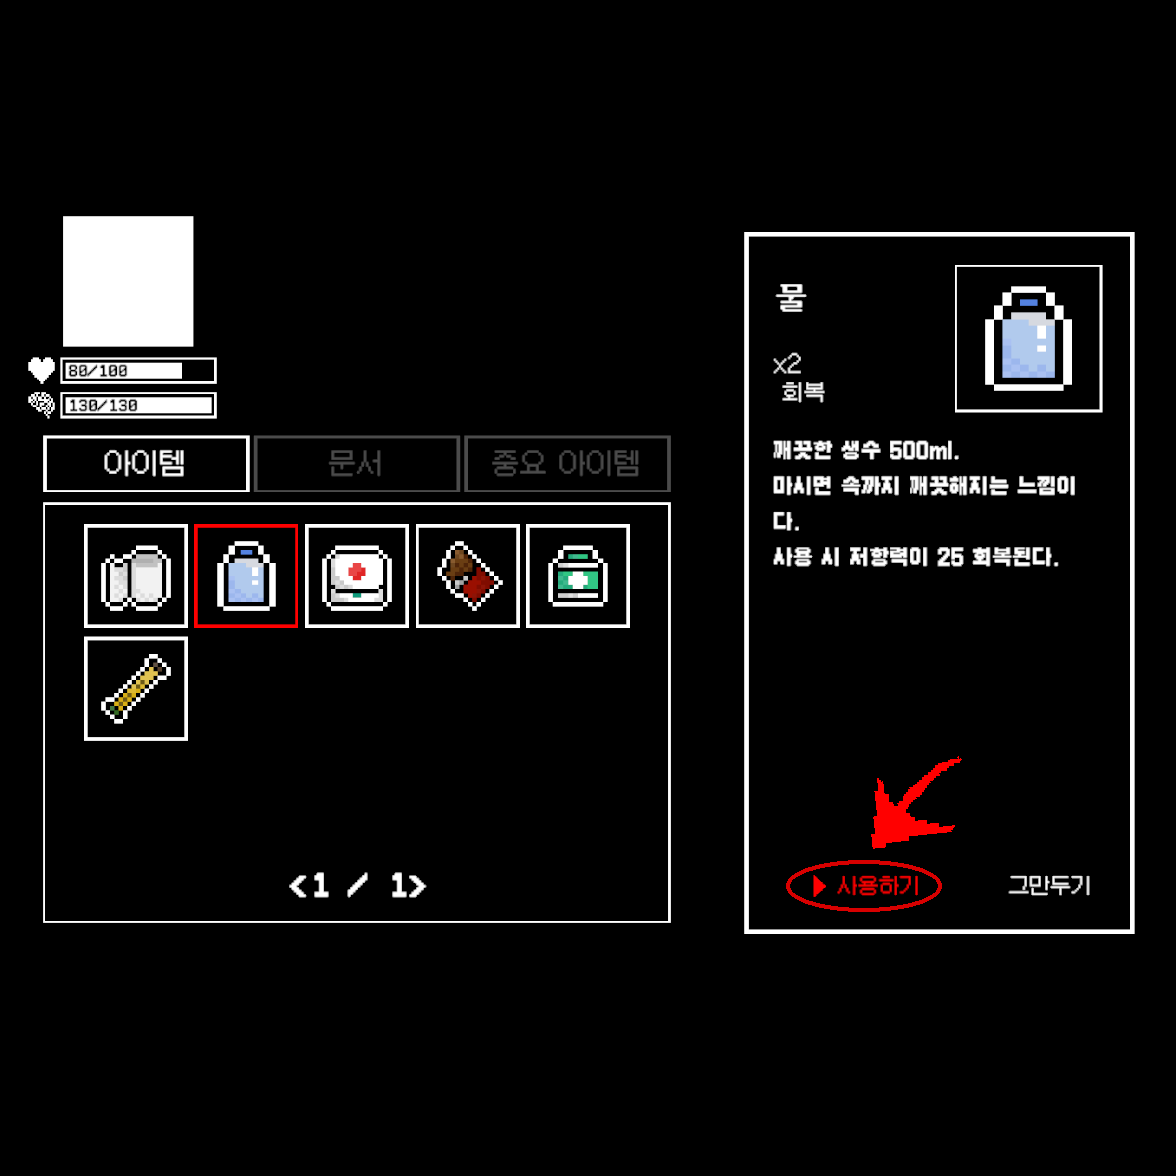 80/100
130/130
아이템
문서
중요 아이템
<1 / 1>
물
x2
회복
깨끗한 생수 500ml.
마시면 속까지 깨끗해지는 느낌이
다.
사용 시 저항력이 25 회복된다.
사용하기
그만두기